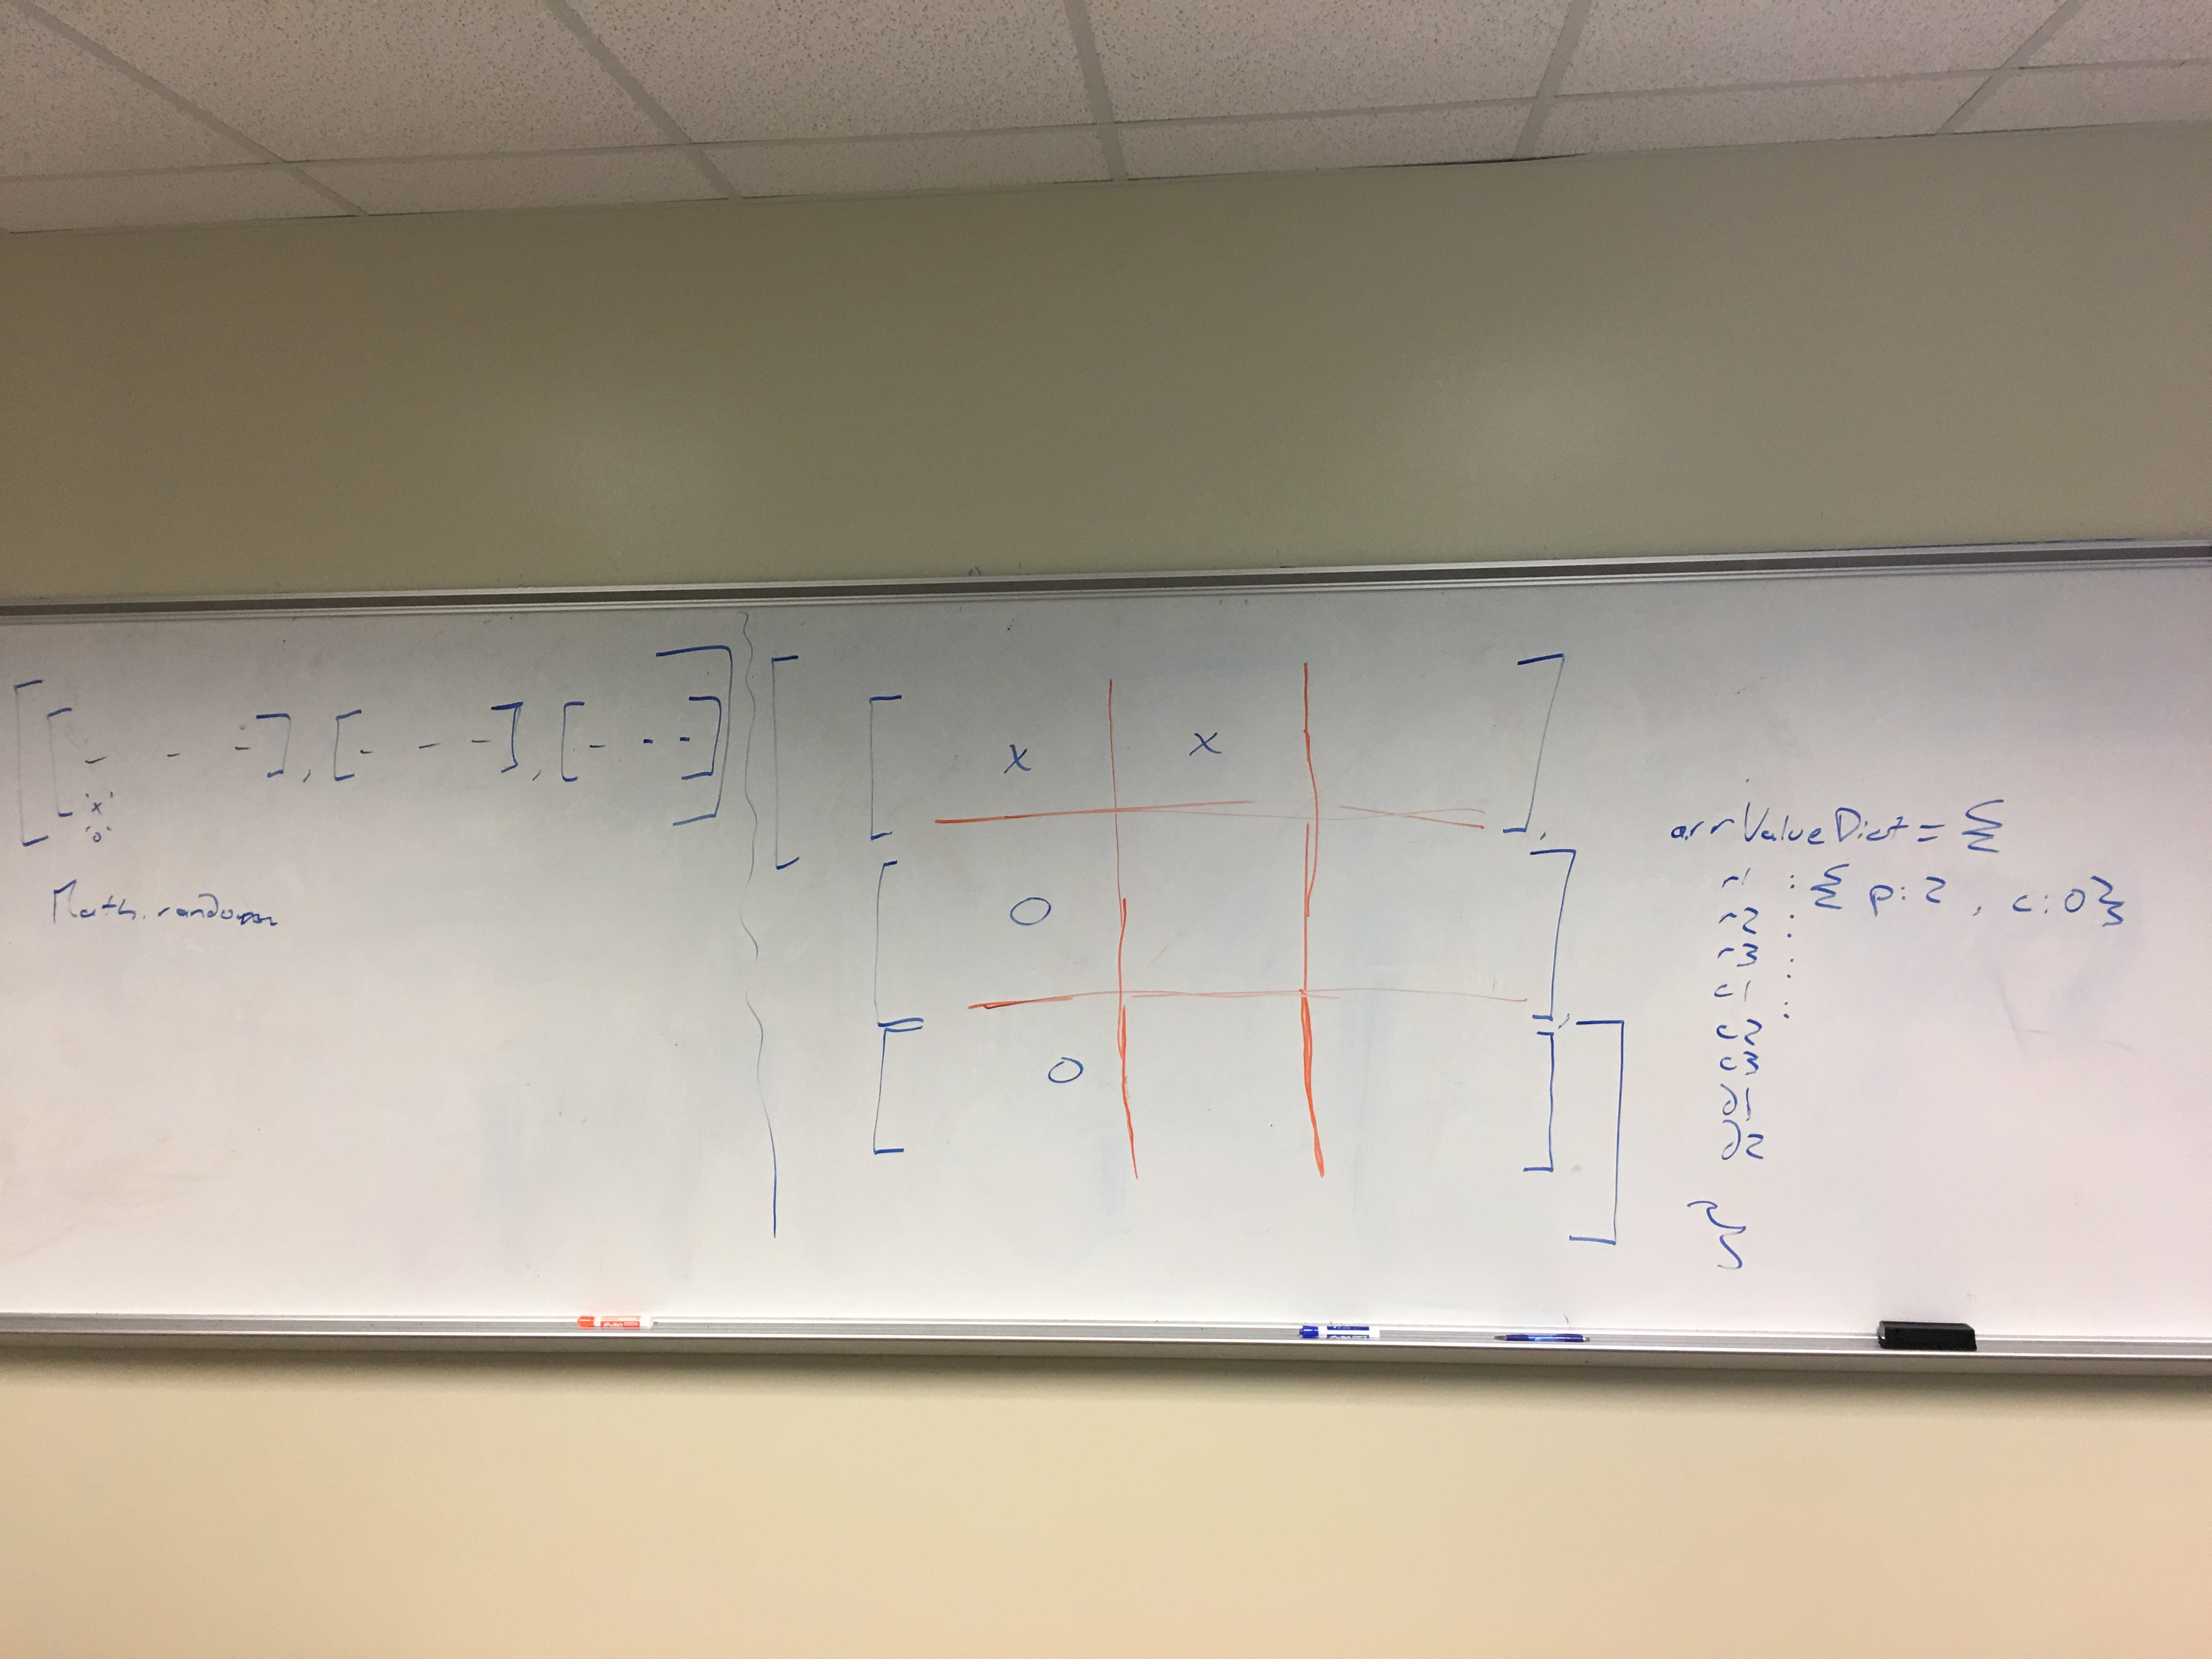 [[- - -], [- - -], [- - -]]
'x'
'o'
Math.random
[ [ x x ],
[ O ],
[ O ] ]
arrValueDict = {
r1 : { p:2 , c:0}
r2 :
r3 :
c1 :
c2
c3
d1
d2
}